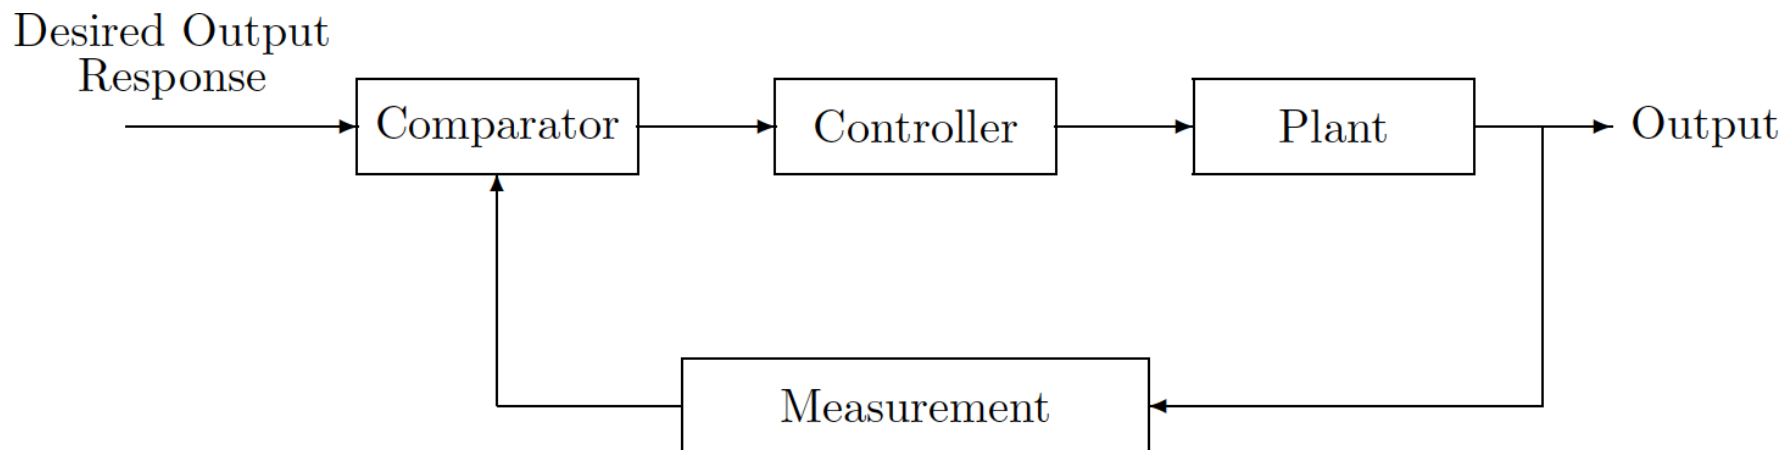 Desired Output
Response
Comparator
Controller
Plant
Output
Measurement